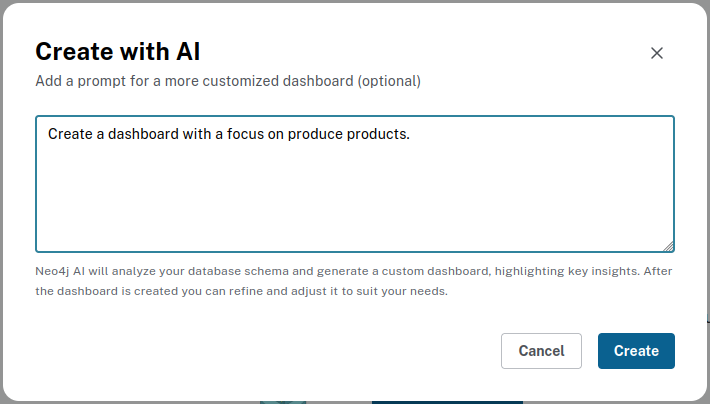 Create with AI
Add a prompt for a more customized dashboard (optional)
Create a dashboard with a focus on produce products.
Neo4j AI will analyze your database schema and generate a custom dashboard, highlighting key insights. After
the dashboard is created you can refine and adjust it to suit your needs.
Cancel
Create